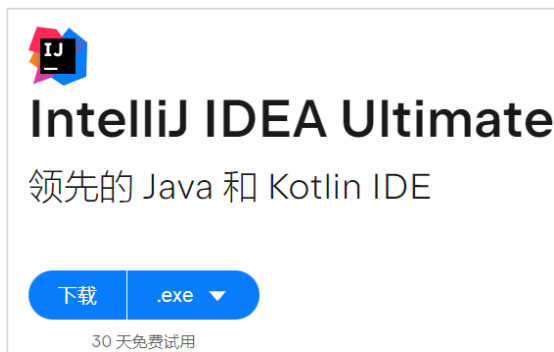 IJ
IntelliJ IDEA Ultimate
领先的 Java 和 Kotlin IDE
下载 .exe
30 天免费试用